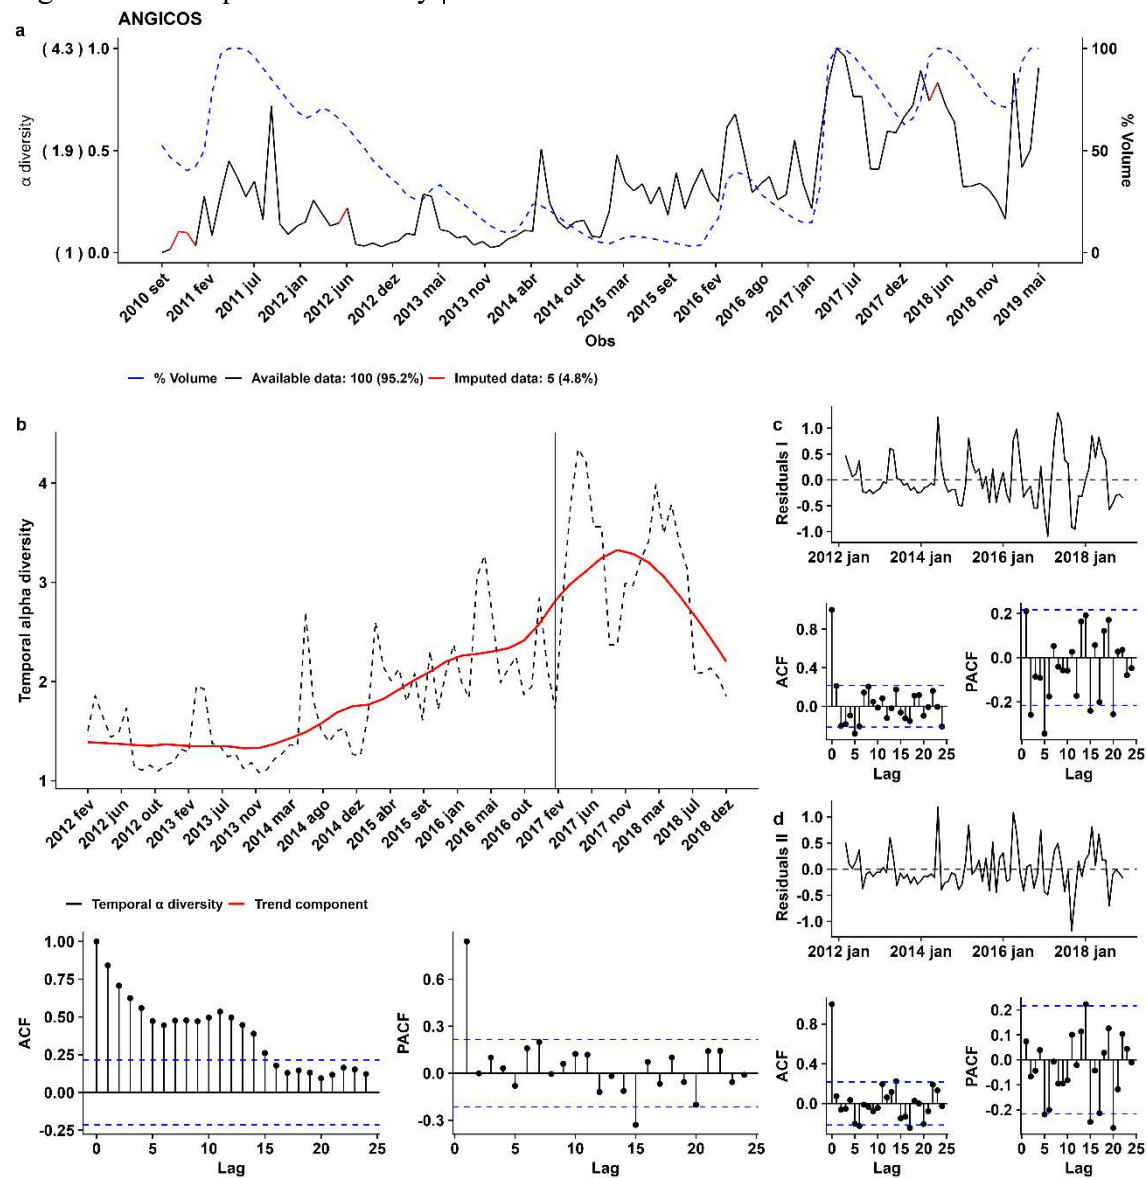 ANGICOS
a
( 4.3 ) 1.0
( 1.9 ) 0.5
( 1 ) 0.0
α diversity
100
50
0
% Volume
2010 set
2011 fev
2011 jul
2012 jan
2012 jun
2012 dez
2013 mai
2013 nov
2014 abr
2014 out
2015 mar
2015 set
2016 fev
2016 ago
2017 jan
2017 jul
2017 dez
2018 jun
2018 nov
2019 mai
Obs
% Volume Available data: 100 (95.2%) Imputed data: 5 (4.8%)
b
Temporal alpha diversity
4
3
2
1
2012 fev
2012 jun
2012 out
2013 fev
2013 jul
2013 nov
2014 mar
2014 ago
2014 dez
2015 abr
2015 set
2016 jan
2016 mai
2016 out
2017 fev
2017 jun
2017 nov
2018 mar
2018 jul
2018 dez
Temporal α diversity Trend component
ACF
1.00
0.75
0.50
0.25
0.00
-0.25
0 5 10 15 20 25
Lag
PACF
0.6
0.3
0.0
-0.3
0 5 10 15 20 25
Lag
c
Residuals I
1.0
0.5
0.0
-0.5
-1.0
2012 jan 2014 jan 2016 jan 2018 jan
ACF
0.8
0.4
0.0
0 5 10 15 20 25
Lag
PACF
0.2
0.0
-0.2
0 5 10 15 20 25
Lag
d
Residuals II
1.0
0.5
0.0
-0.5
-1.0
2012 jan 2014 jan 2016 jan 2018 jan
ACF
0.8
0.4
0.0
0 5 10 15 20 25
Lag
PACF
0.2
0.1
0.0
-0.1
-0.2
0 5 10 15 20 25
Lag